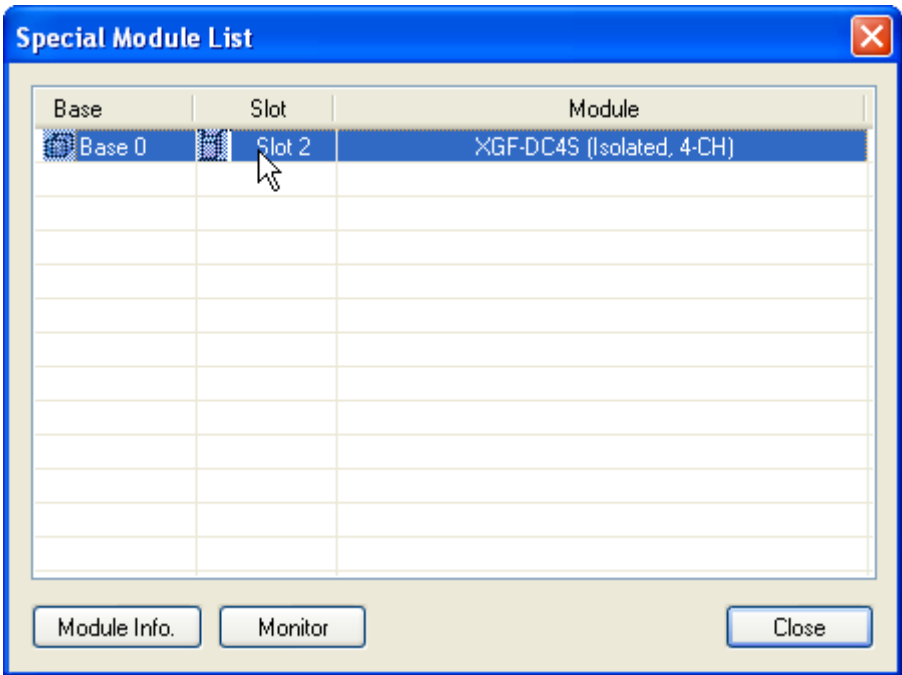 Special Module List
Base Slot Module
Base 0 Slot 2 XGF-DC4S (Isolated, 4-CH)
Module Info. Monitor Close